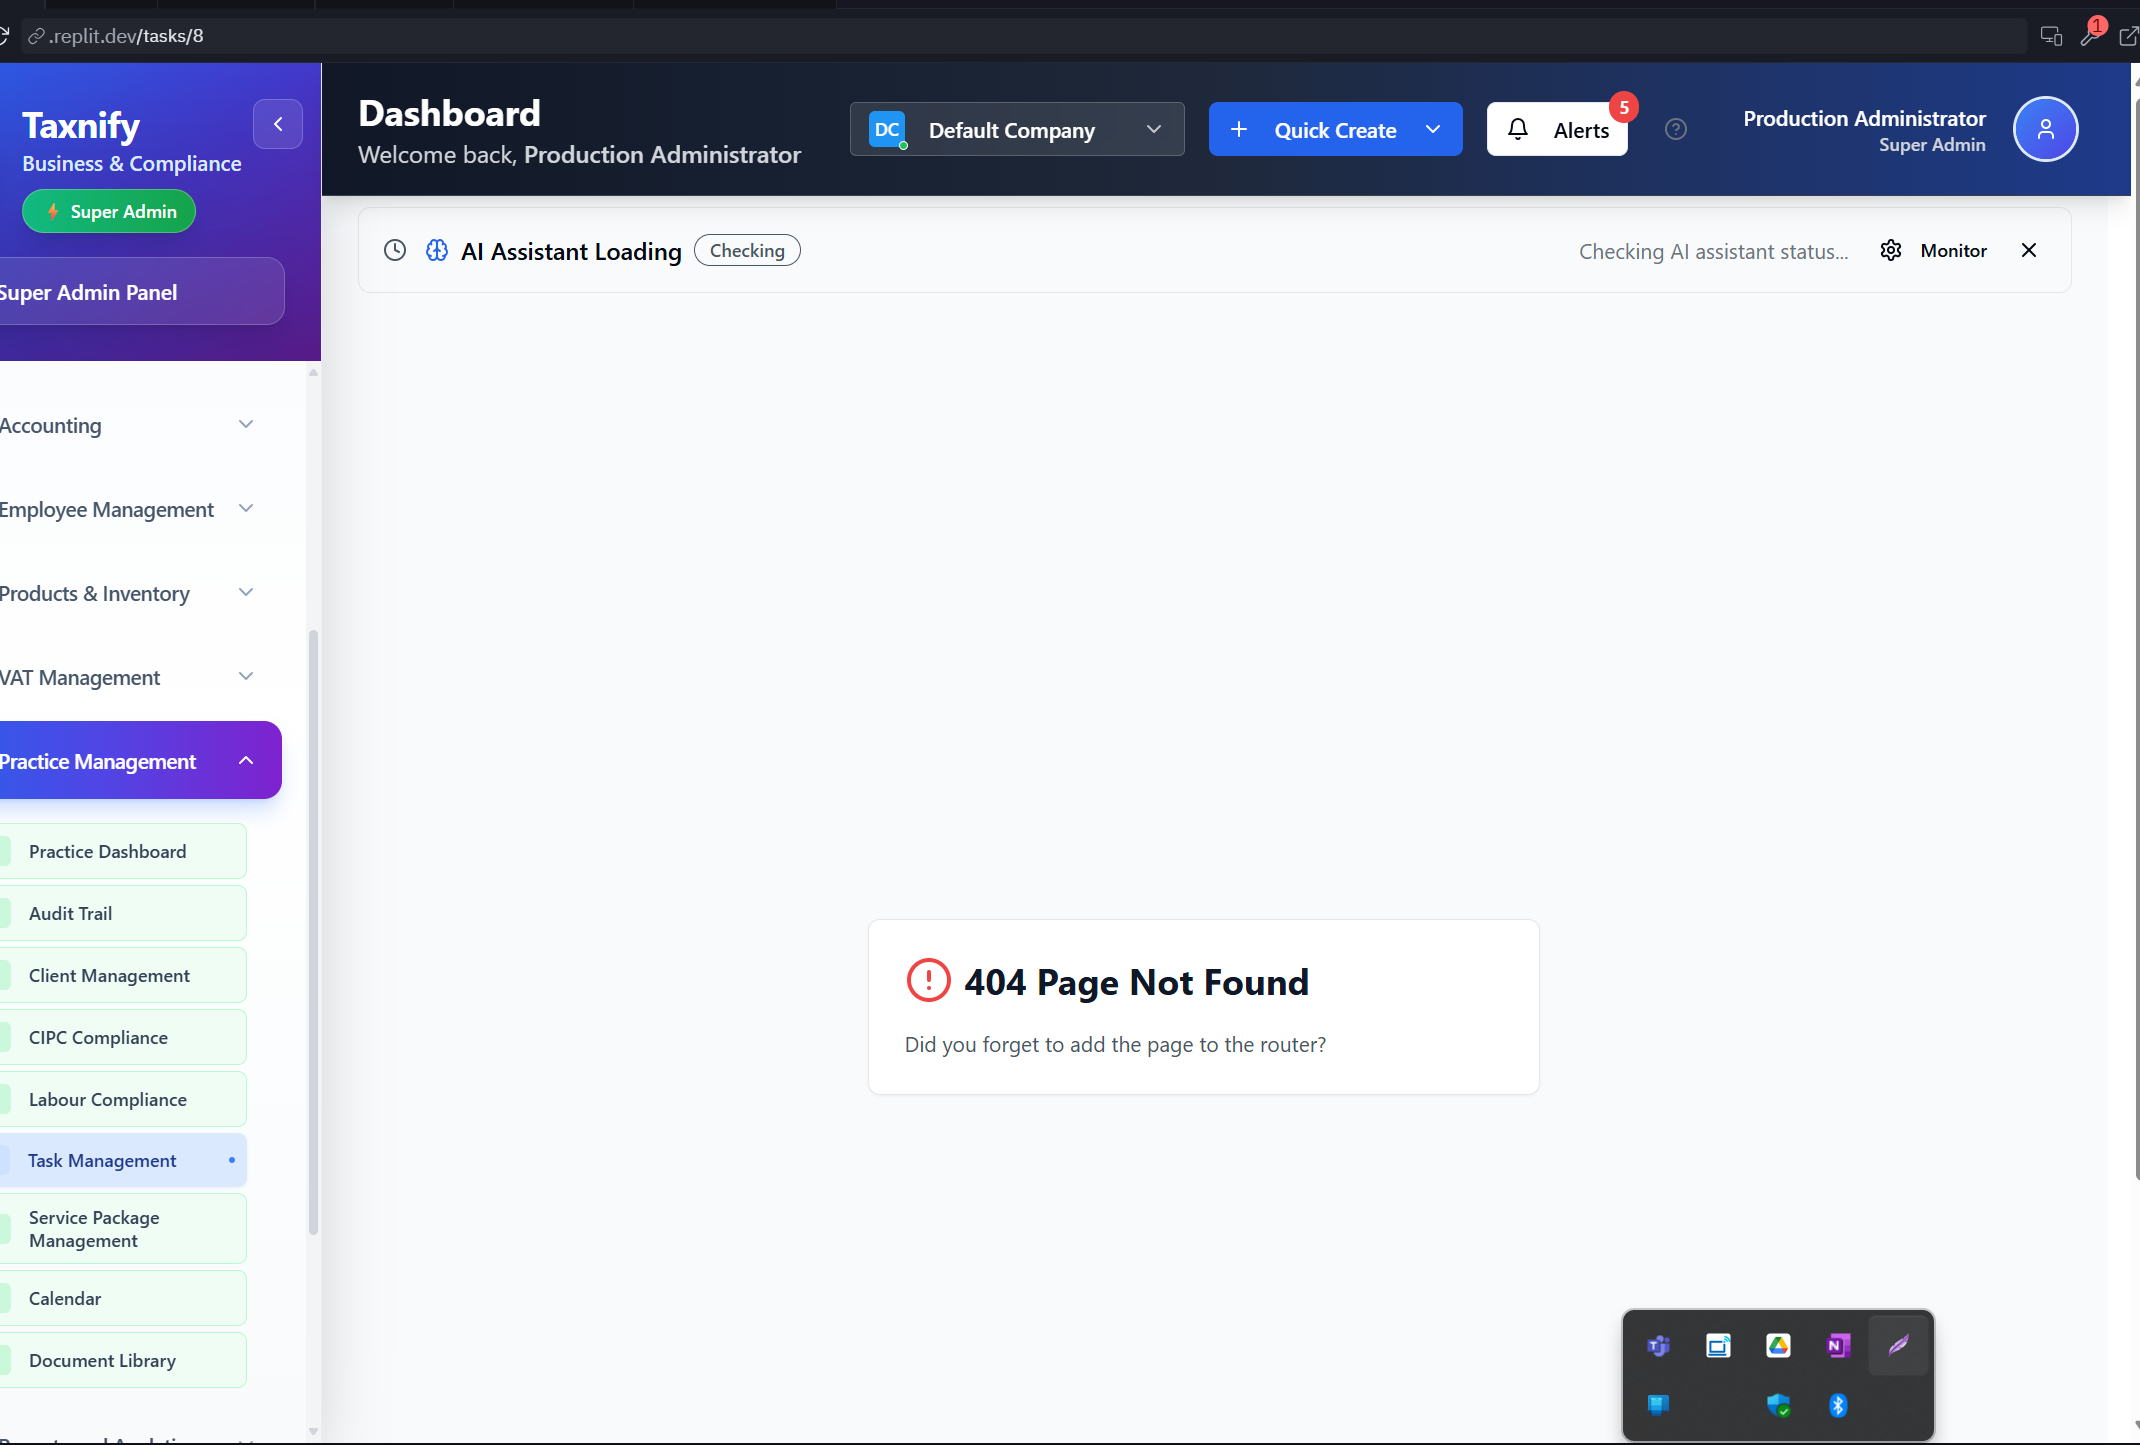 .replit.dev/tasks/8
1
Taxnify
Business & Compliance
Super Admin
Super Admin Panel
Accounting
Employee Management
Products & Inventory
VAT Management
Practice Management
Practice Dashboard
Audit Trail
Client Management
CIPC Compliance
Labour Compliance
Task Management
Service Package
Management
Calendar
Document Library
Dashboard
Welcome back, Production Administrator
DC
Default Company
Quick Create
Alerts
5
Production Administrator
Super Admin
AI Assistant Loading
Checking
Checking AI assistant status...
Monitor
404 Page Not Found
Did you forget to add the page to the router?